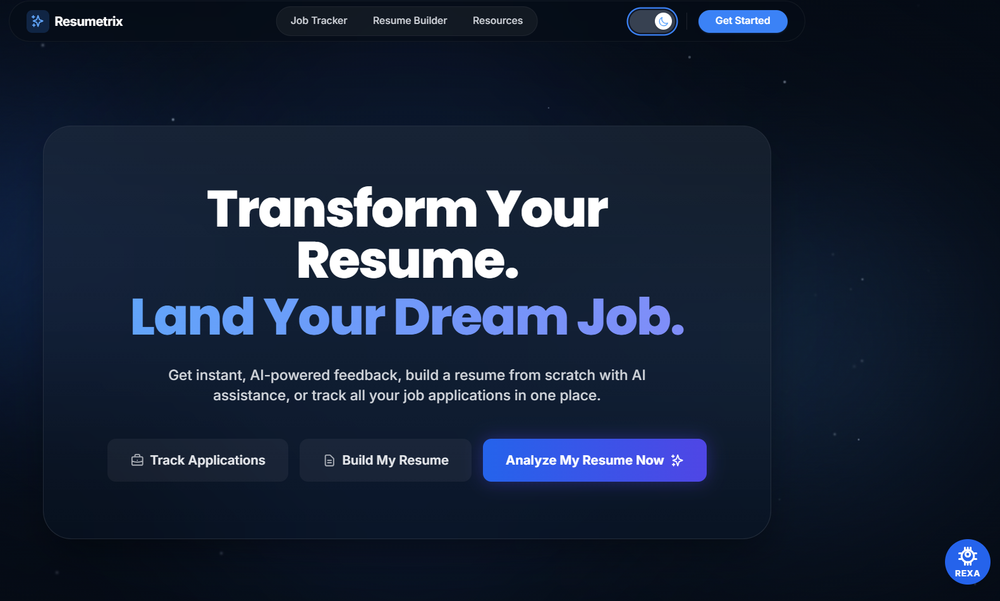 Resumetrix
Job Tracker
Resume Builder
Resources
Get Started
Transform Your
Resume.
Land Your Dream Job.
Get instant, AI-powered feedback, build a resume from scratch with AI
assistance, or track all your job applications in one place.
Track Applications
Build My Resume
Analyze My Resume Now
REXA